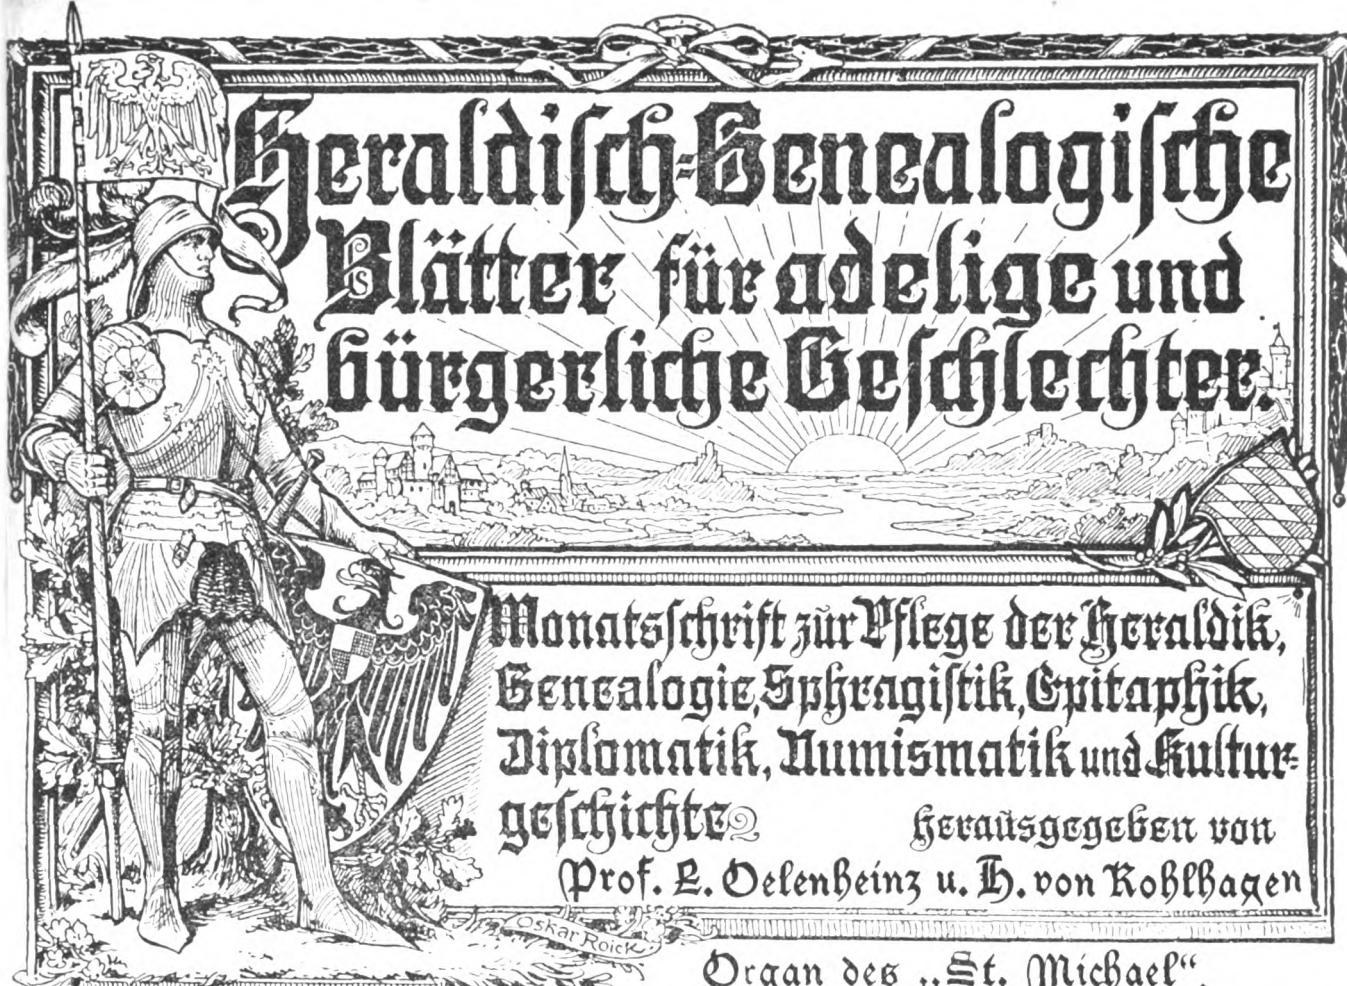 Heraldiſch-Genealogiſche
Blätter für adelige und
bürgerliche Geſchlechter.
Monatsſchrift zur Pflege der Heraldik,
Genealogie, Sphragiſtik, Epitaphik,
Diplomatik, Numismatik und Kultur-
geſchichte
herausgegeben von
Prof. L. Oelenheinz u. H. von Kohlhagen
Oskar Roick
Organ des „St. Michael“.